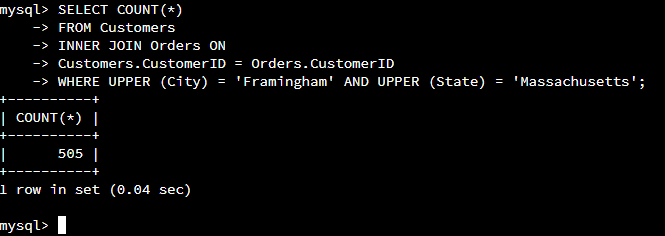 mysql> SELECT COUNT(*)
    -> FROM Customers
    -> INNER JOIN Orders ON
    -> Customers.CustomerID = Orders.CustomerID
    -> WHERE UPPER (City) = 'Framingham' AND UPPER (State) = 'Massachusetts';
+----------+
| COUNT(*) |
+----------+
|      505 |
+----------+
1 row in set (0.04 sec)

mysql>